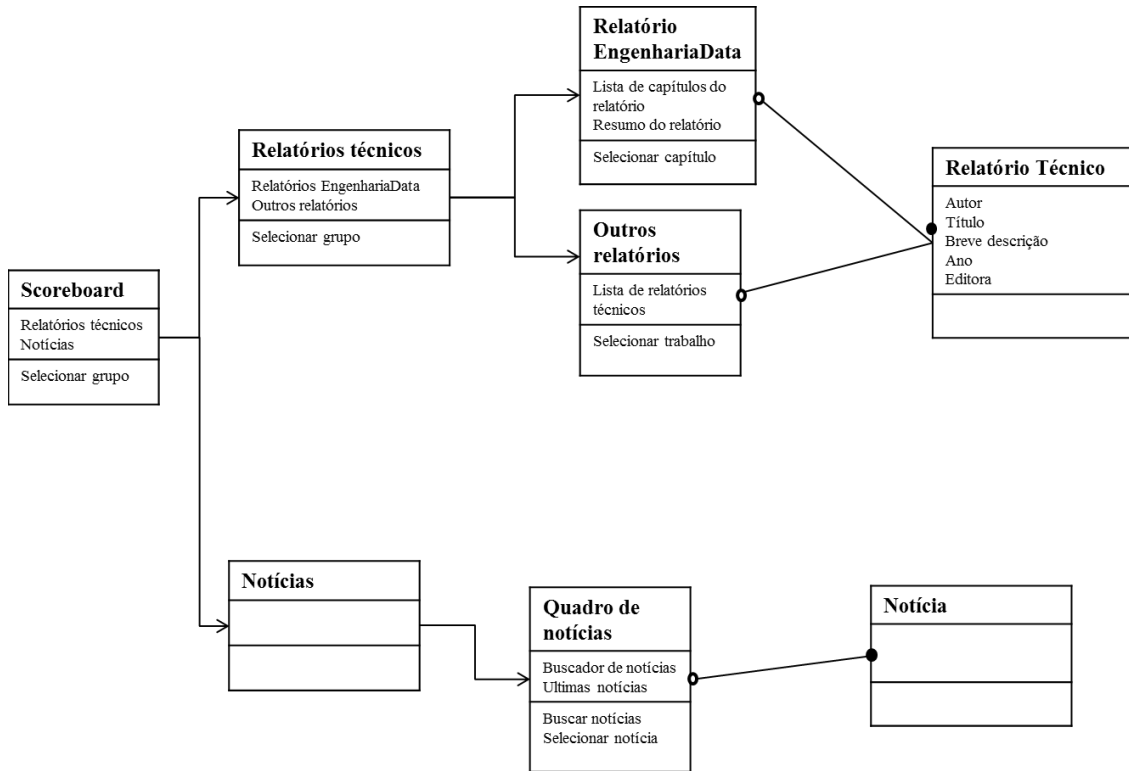 Relatório
EngenhariaData
Lista de capítulos do
relatório
Resumo do relatório
Selecionar capítulo
Relatórios técnicos
Relatórios EngenhariaData
Outros relatórios
Selecionar grupo
Relatório Técnico
Autor
Título
Breve descrição
Ano
Editora
Outros
relatórios
Lista de relatórios
técnicos
Selecionar trabalho
Scoreboard
Relatórios técnicos
Notícias
Selecionar grupo
Notícias
Quadro de
notícias
Buscador de notícias
Ultimas notícias
Buscar notícias
Selecionar notícia
Notícia